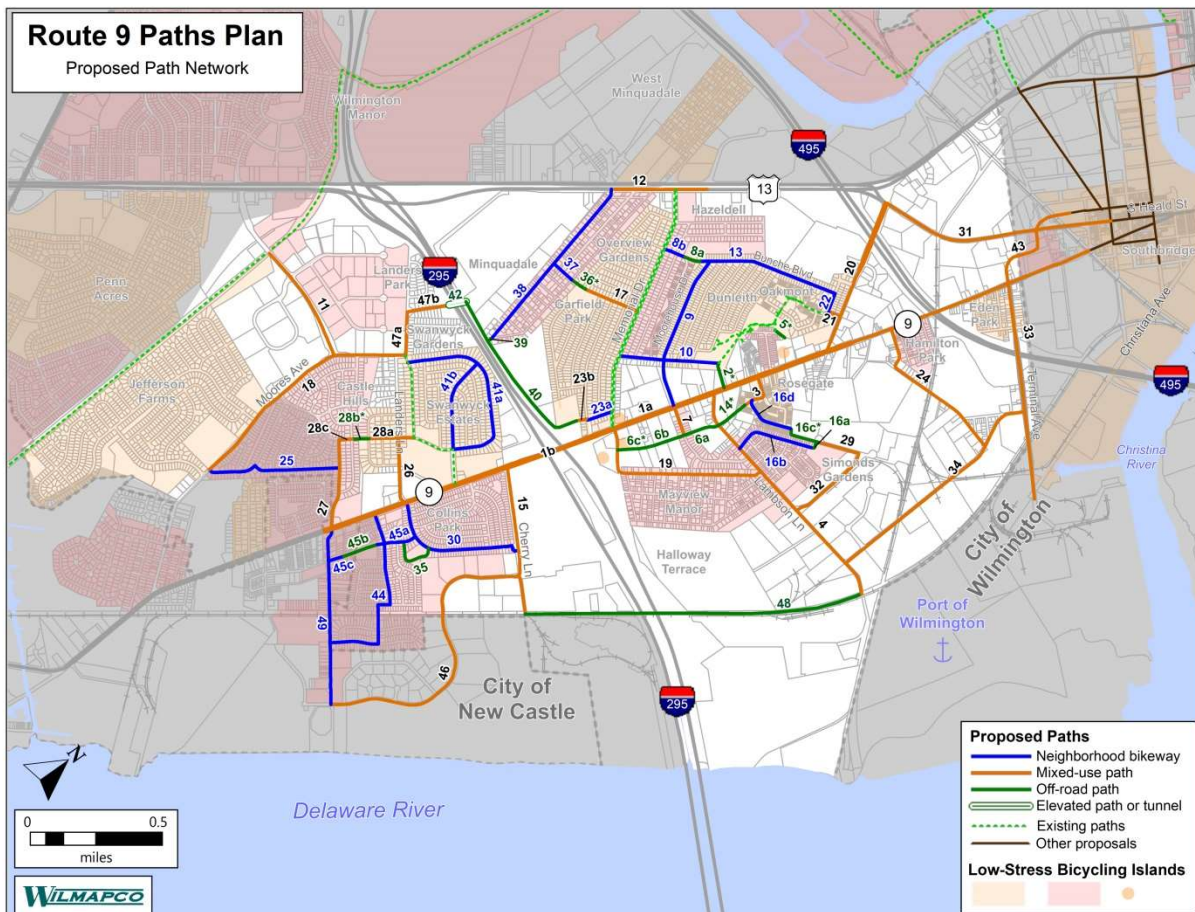 Route 9 Paths Plan
Proposed Path Network
West
Minquadale
Wilmington
Manor
495
12
13
S Heald St
Hazeldell
31
43
Southbridge
8b
8a
13
Bunche Blvd
20
Overview
Gardens
37
36*
17
38
Minquadale
295
Landers
Park
47b
42
Penn
Acres
11
Garfield
Park
Memorial Dr
9
Dunleith
Oakmont
22
21
5*
9
Eden
Park
33
Christiana Ave
Swanwyck
Gardens
47a
39
Hamilton
Park
Moores Ave
18
Jefferson
Farms
Castle
Hills
41b
41a
40
23b
23a
10
2*
Rosegate
24
Terminal Ave
495
28b*
28c
28a
Landers Ln
Swanwyck
Estates
1a
7
14*
3
16d
16c*
16a
6c*
6b
6a
29
Christina
River
25
26
1b
19
16b
Simonds
Gardens
34
27
9
15
Mayview
Manor
Lambson Ln
32
Collins
Park
4
45b
45a
30
Cherry Ln
45c
35
Halloway
Terrace
City of
Wilmington
44
48
Port of
Wilmington
49
46
City of
New Castle
295
N
Delaware River
0
0.5
miles
WILMAPCO
Proposed Paths
Neighborhood bikeway
Mixed-use path
Off-road path
Elevated path or tunnel
Existing paths
Other proposals
Low-Stress Bicycling Islands